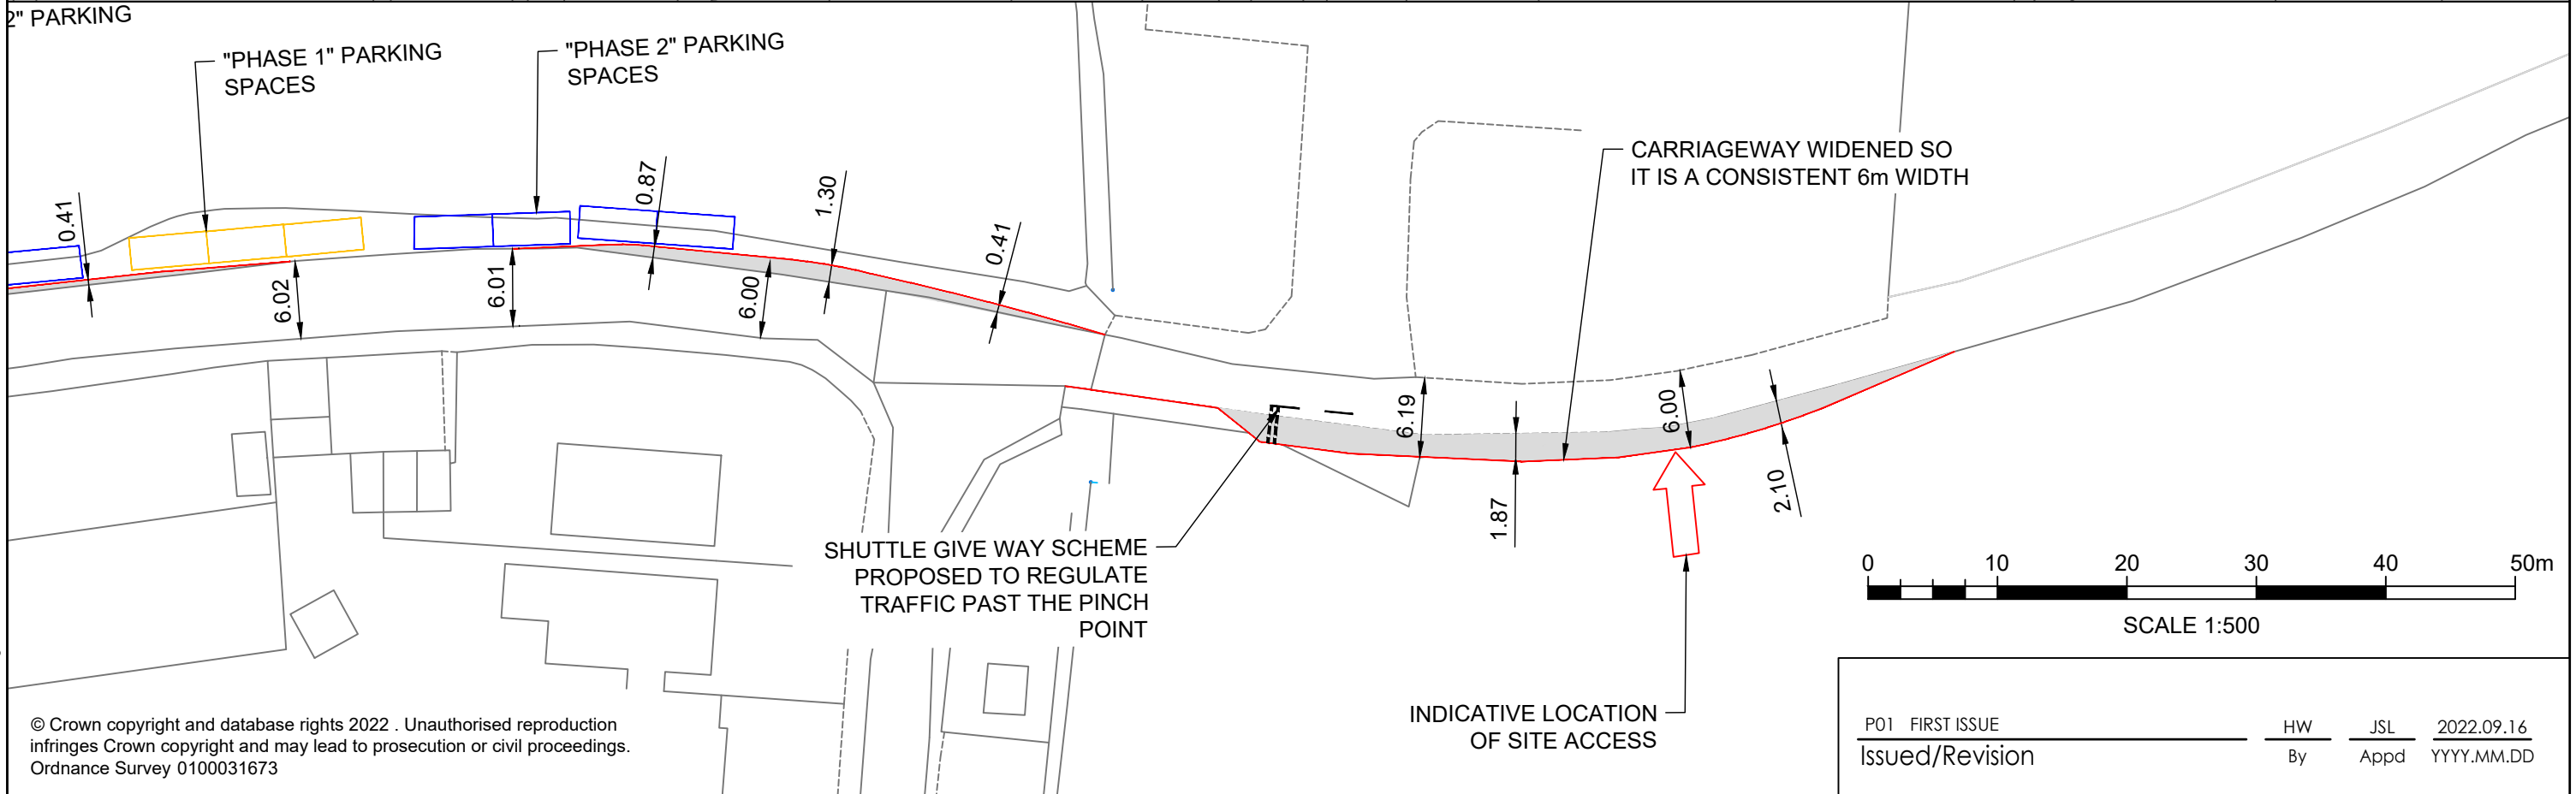 2" PARKING
"PHASE 1" PARKING
SPACES
"PHASE 2" PARKING
SPACES
0.41
0.87
1.30
0.41
6.02
6.01
6.00
CARRIAGEWAY WIDENED SO
IT IS A CONSISTENT 6m WIDTH
6.19
6.00
1.87
2.10
SHUTTLE GIVE WAY SCHEME
PROPOSED TO REGULATE
TRAFFIC PAST THE PINCH
POINT
INDICATIVE LOCATION
OF SITE ACCESS
0 10 20 30 40 50m
SCALE 1:500
P01 FIRST ISSUE HW JSL 2022.09.16
Issued/Revision By Appd YYYY.MM.DD
© Crown copyright and database rights 2022 . Unauthorised reproduction
infringes Crown copyright and may lead to prosecution or civil proceedings.
Ordnance Survey 0100031673